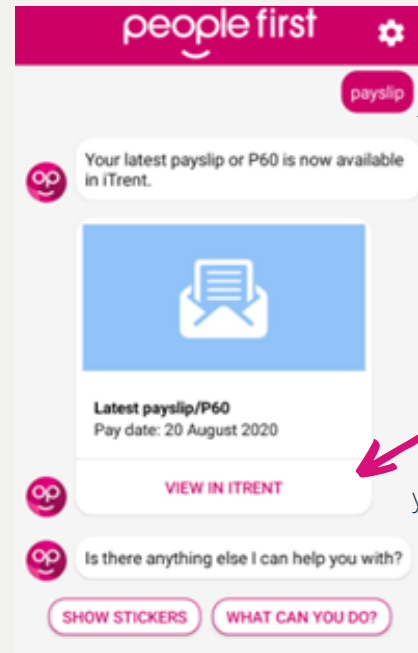 people first
payslip
Your latest payslip or P60 is now available
in iTrent.
Latest payslip/P60
Pay date: 20 August 2020
VIEW IN ITRENT
y
Is there anything else I can help you with?
SHOW STICKERS
WHAT CAN YOU DO?